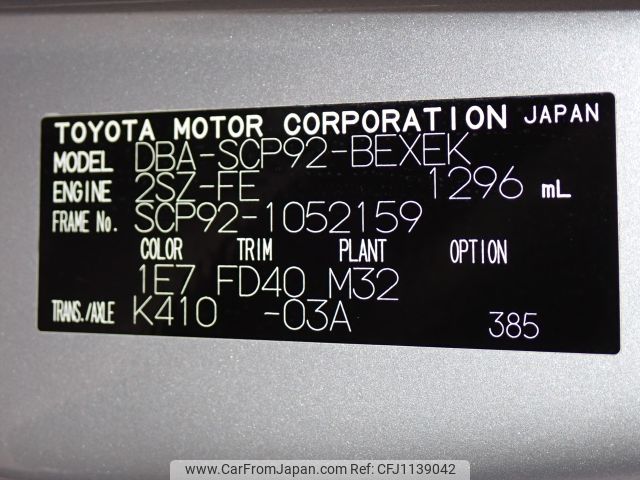 TOYOTA MOTOR CORPORATION JAPAN
MODEL DBA-SCP92-BEXEK
ENGINE 2SZ-FE 1296 mL
FRAME No. SCP92-1052159
COLOR TRIM PLANT OPTION
1E7 FD40 M32
TRANS./AXLE K410 -03A 385
www.CarFromJapan.com - CFJ1139042